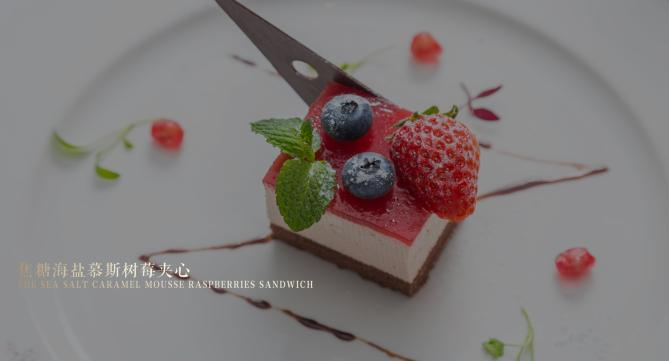 焦糖海盐慕斯树莓夹心
THE SEA SALT CARAMEL MOUSSE RASPBERRIES SANDWICH